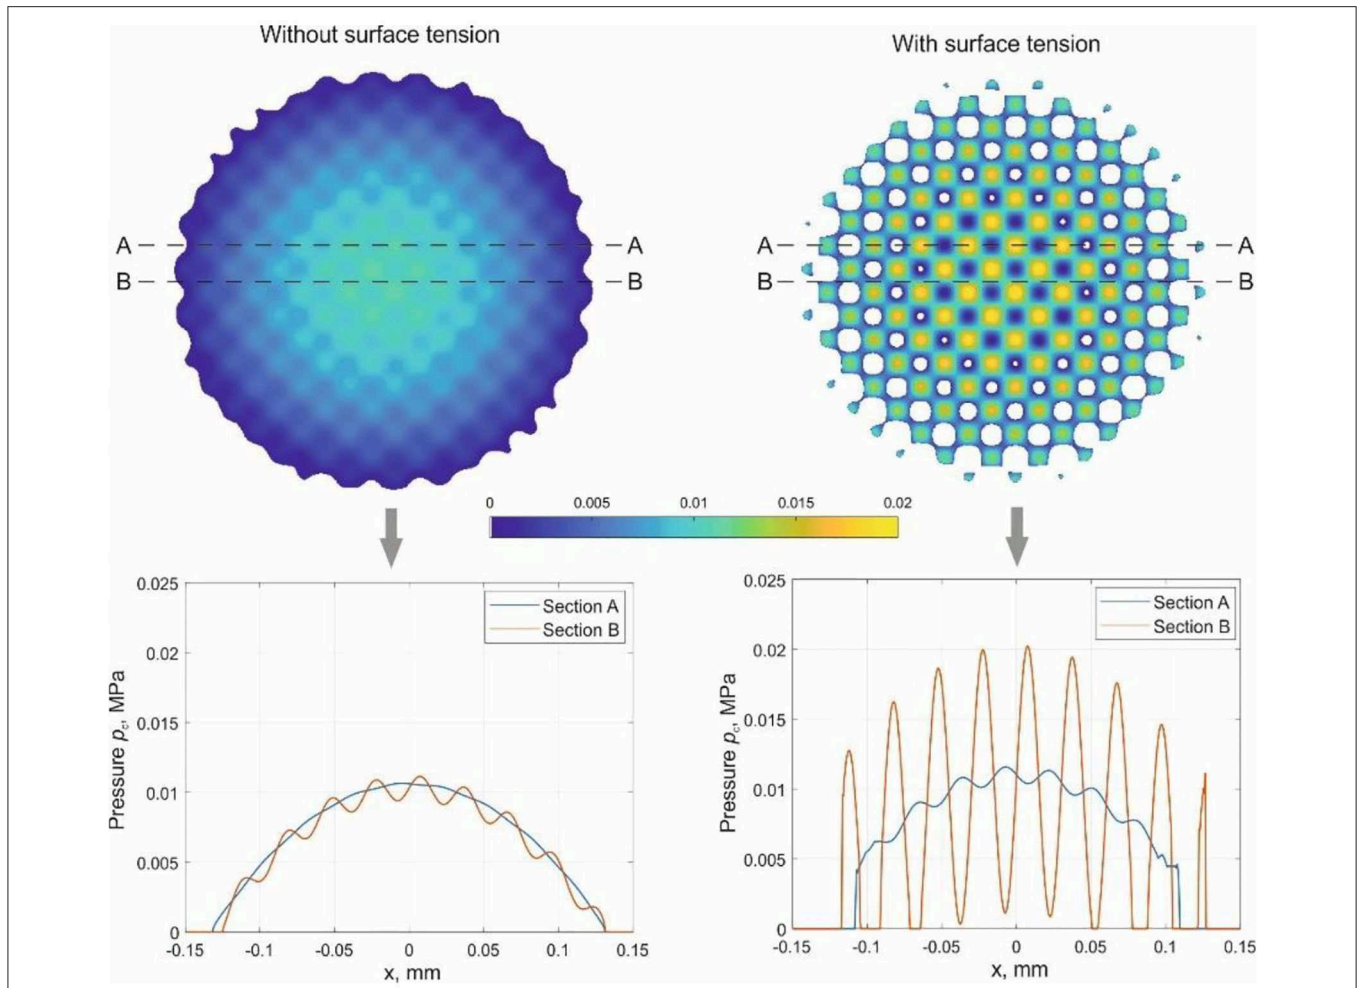 Without surface tension
With surface tension
A A
B B
A A
B B
0 0.005 0.01 0.015 0.02
0.025
0.02
0.015
0.01
0.005
0
Pressure p_c, MPa
Section A
Section B
-0.15 -0.1 -0.05 0 0.05 0.1 0.15
x, mm
0.025
0.02
0.015
0.01
0.005
0
Pressure p_c, MPa
Section A
Section B
-0.15 -0.1 -0.05 0 0.05 0.1 0.15
x, mm